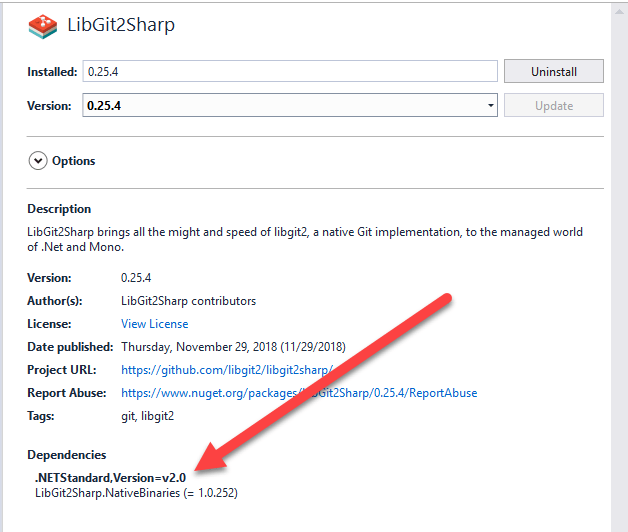 LibGit2Sharp
Installed: 0.25.4 Uninstall
Version: 0.25.4 Update
Options
Description
LibGit2Sharp brings all the might and speed of libgit2, a native Git implementation, to the managed world
of .Net and Mono.
Version: 0.25.4
Author(s): LibGit2Sharp contributors
License: View License
Date published: Thursday, November 29, 2018 (11/29/2018)
Project URL: https://github.com/libgit2/libgit2sharp/
Report Abuse: https://www.nuget.org/packages/LibGit2Sharp/0.25.4/ReportAbuse
Tags: git, libgit2
Dependencies
.NETStandard,Version=v2.0
LibGit2Sharp.NativeBinaries (= 1.0.252)